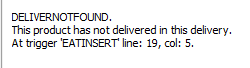 DELIVERNOTFOUND.
This product has not delivered in this delivery.
At trigger 'EATINSERT' line: 19, col: 5.